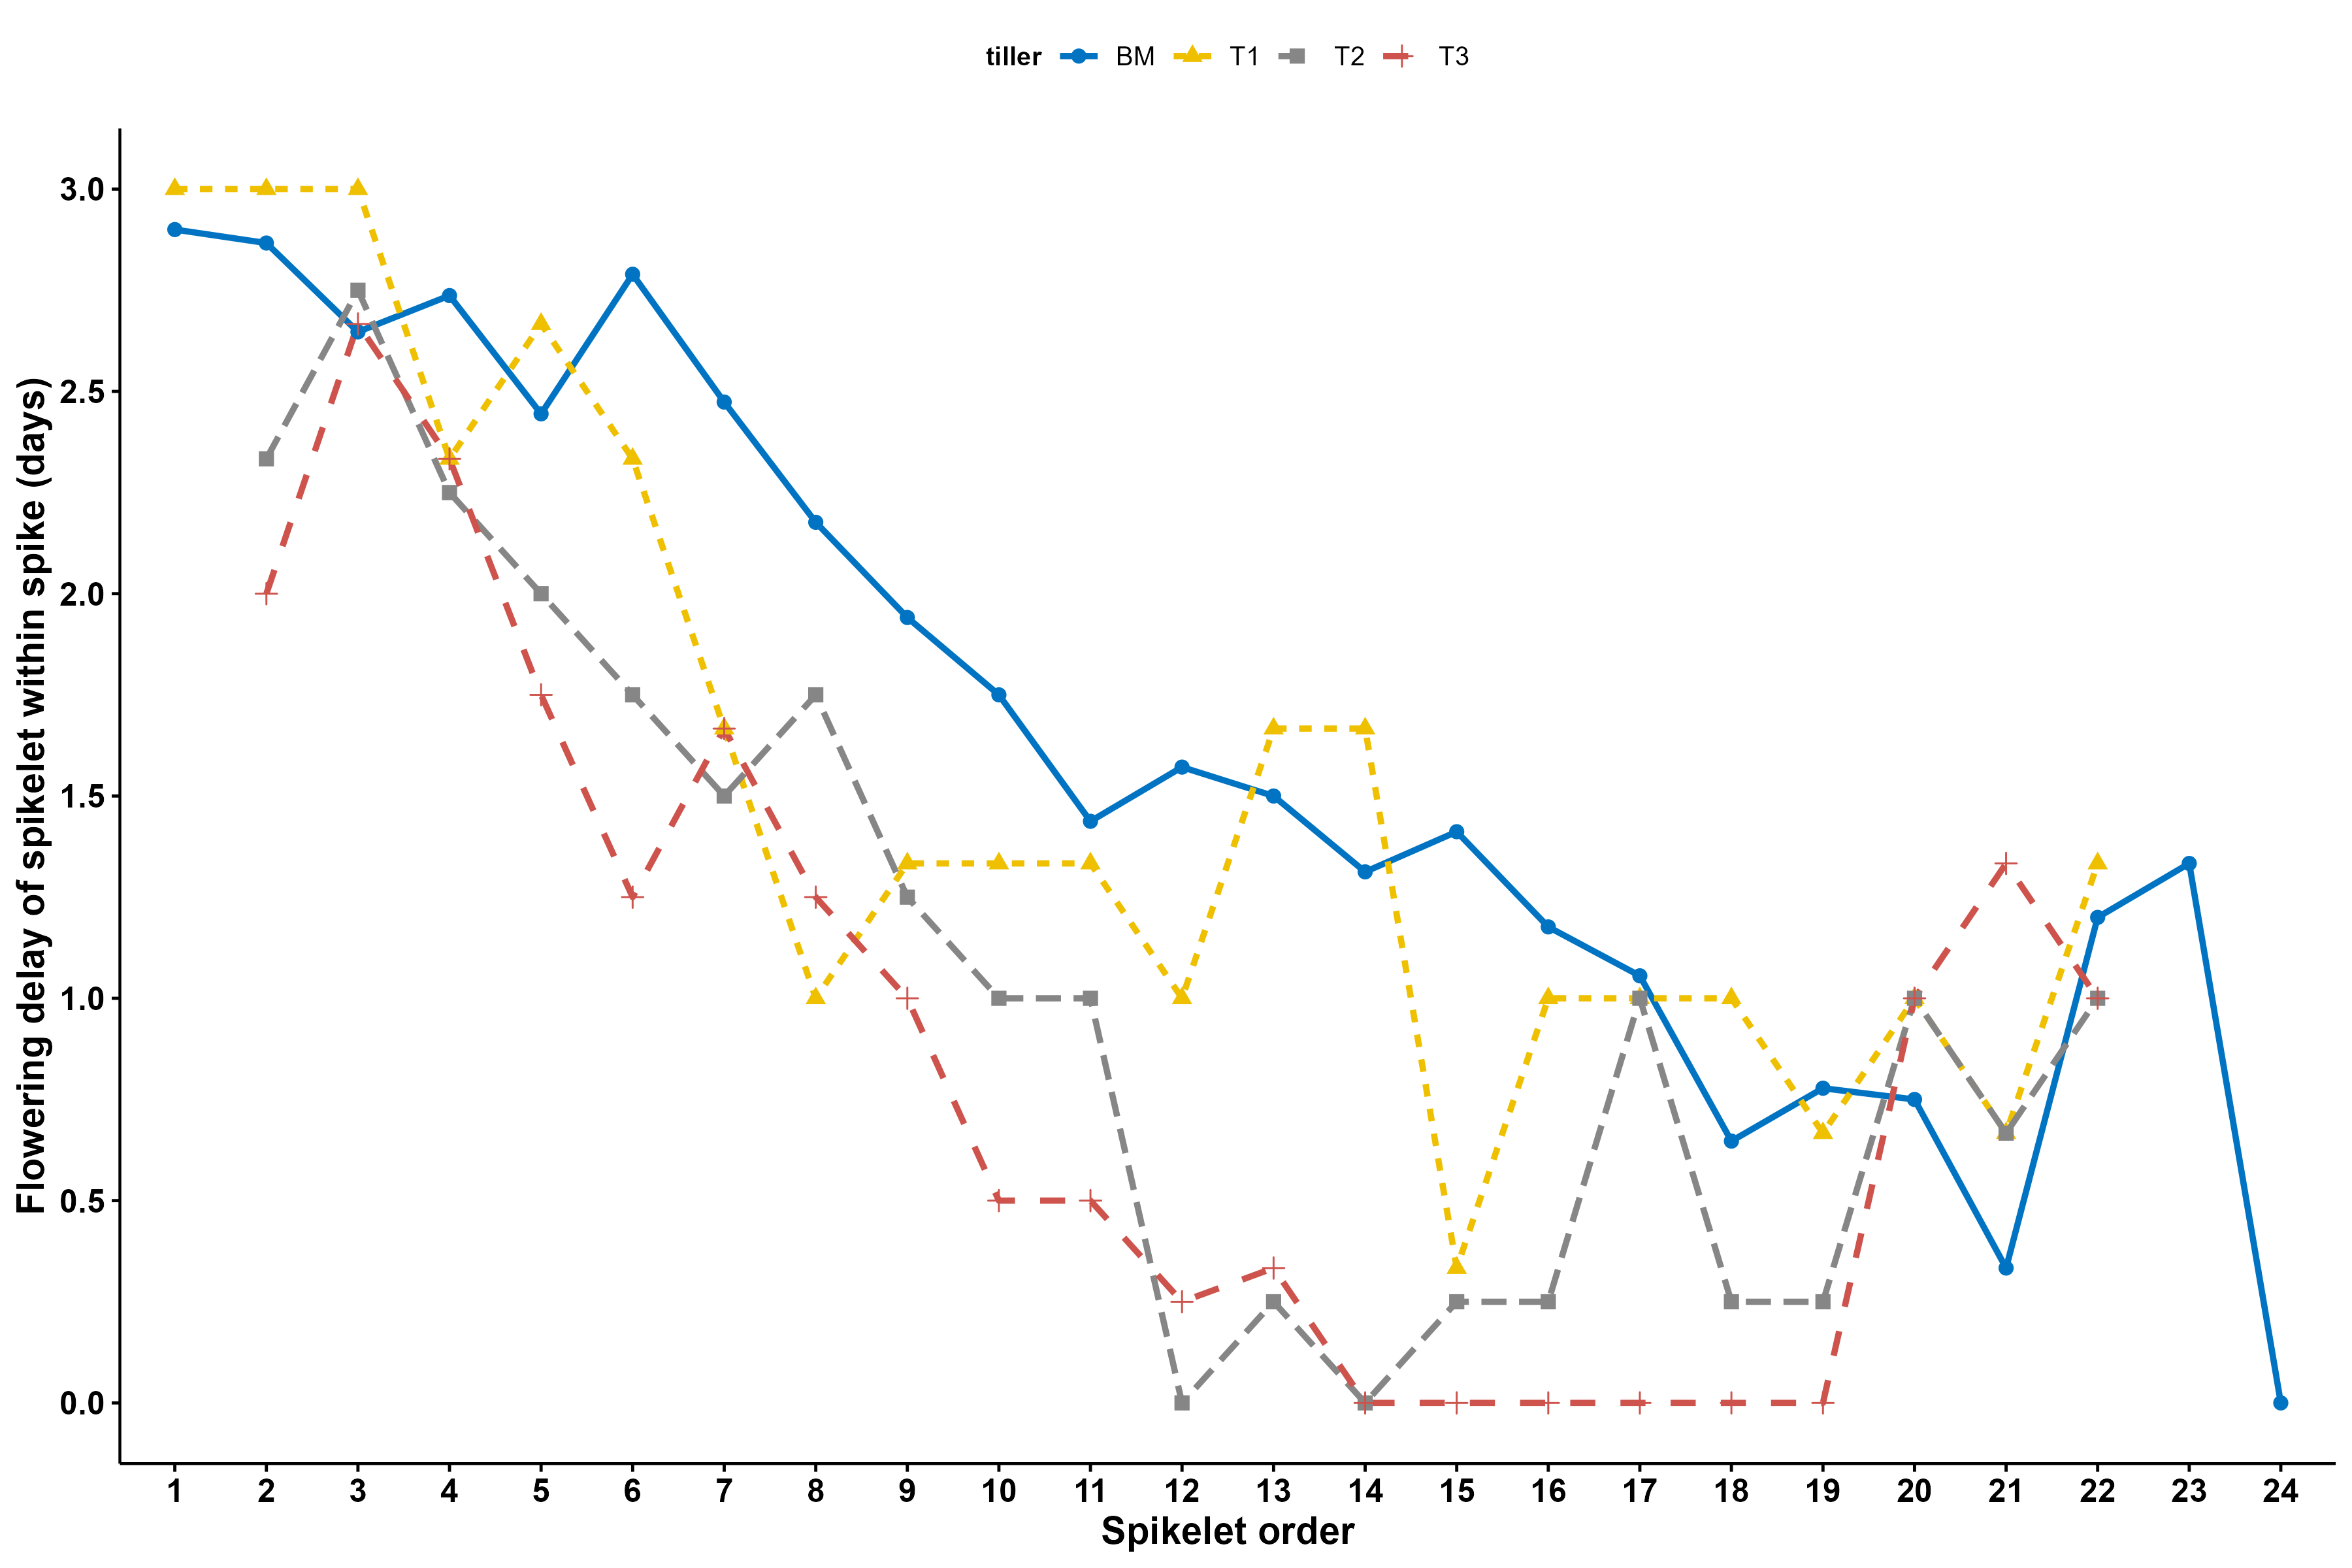 tiller BM T1 T2 T3
Flowering delay of spikelet within spike (days)
3.0
2.5
2.0
1.5
1.0
0.5
0.0
1 2 3 4 5 6 7 8 9 10 11 12 13 14 15 16 17 18 19 20 21 22 23 24
Spikelet order